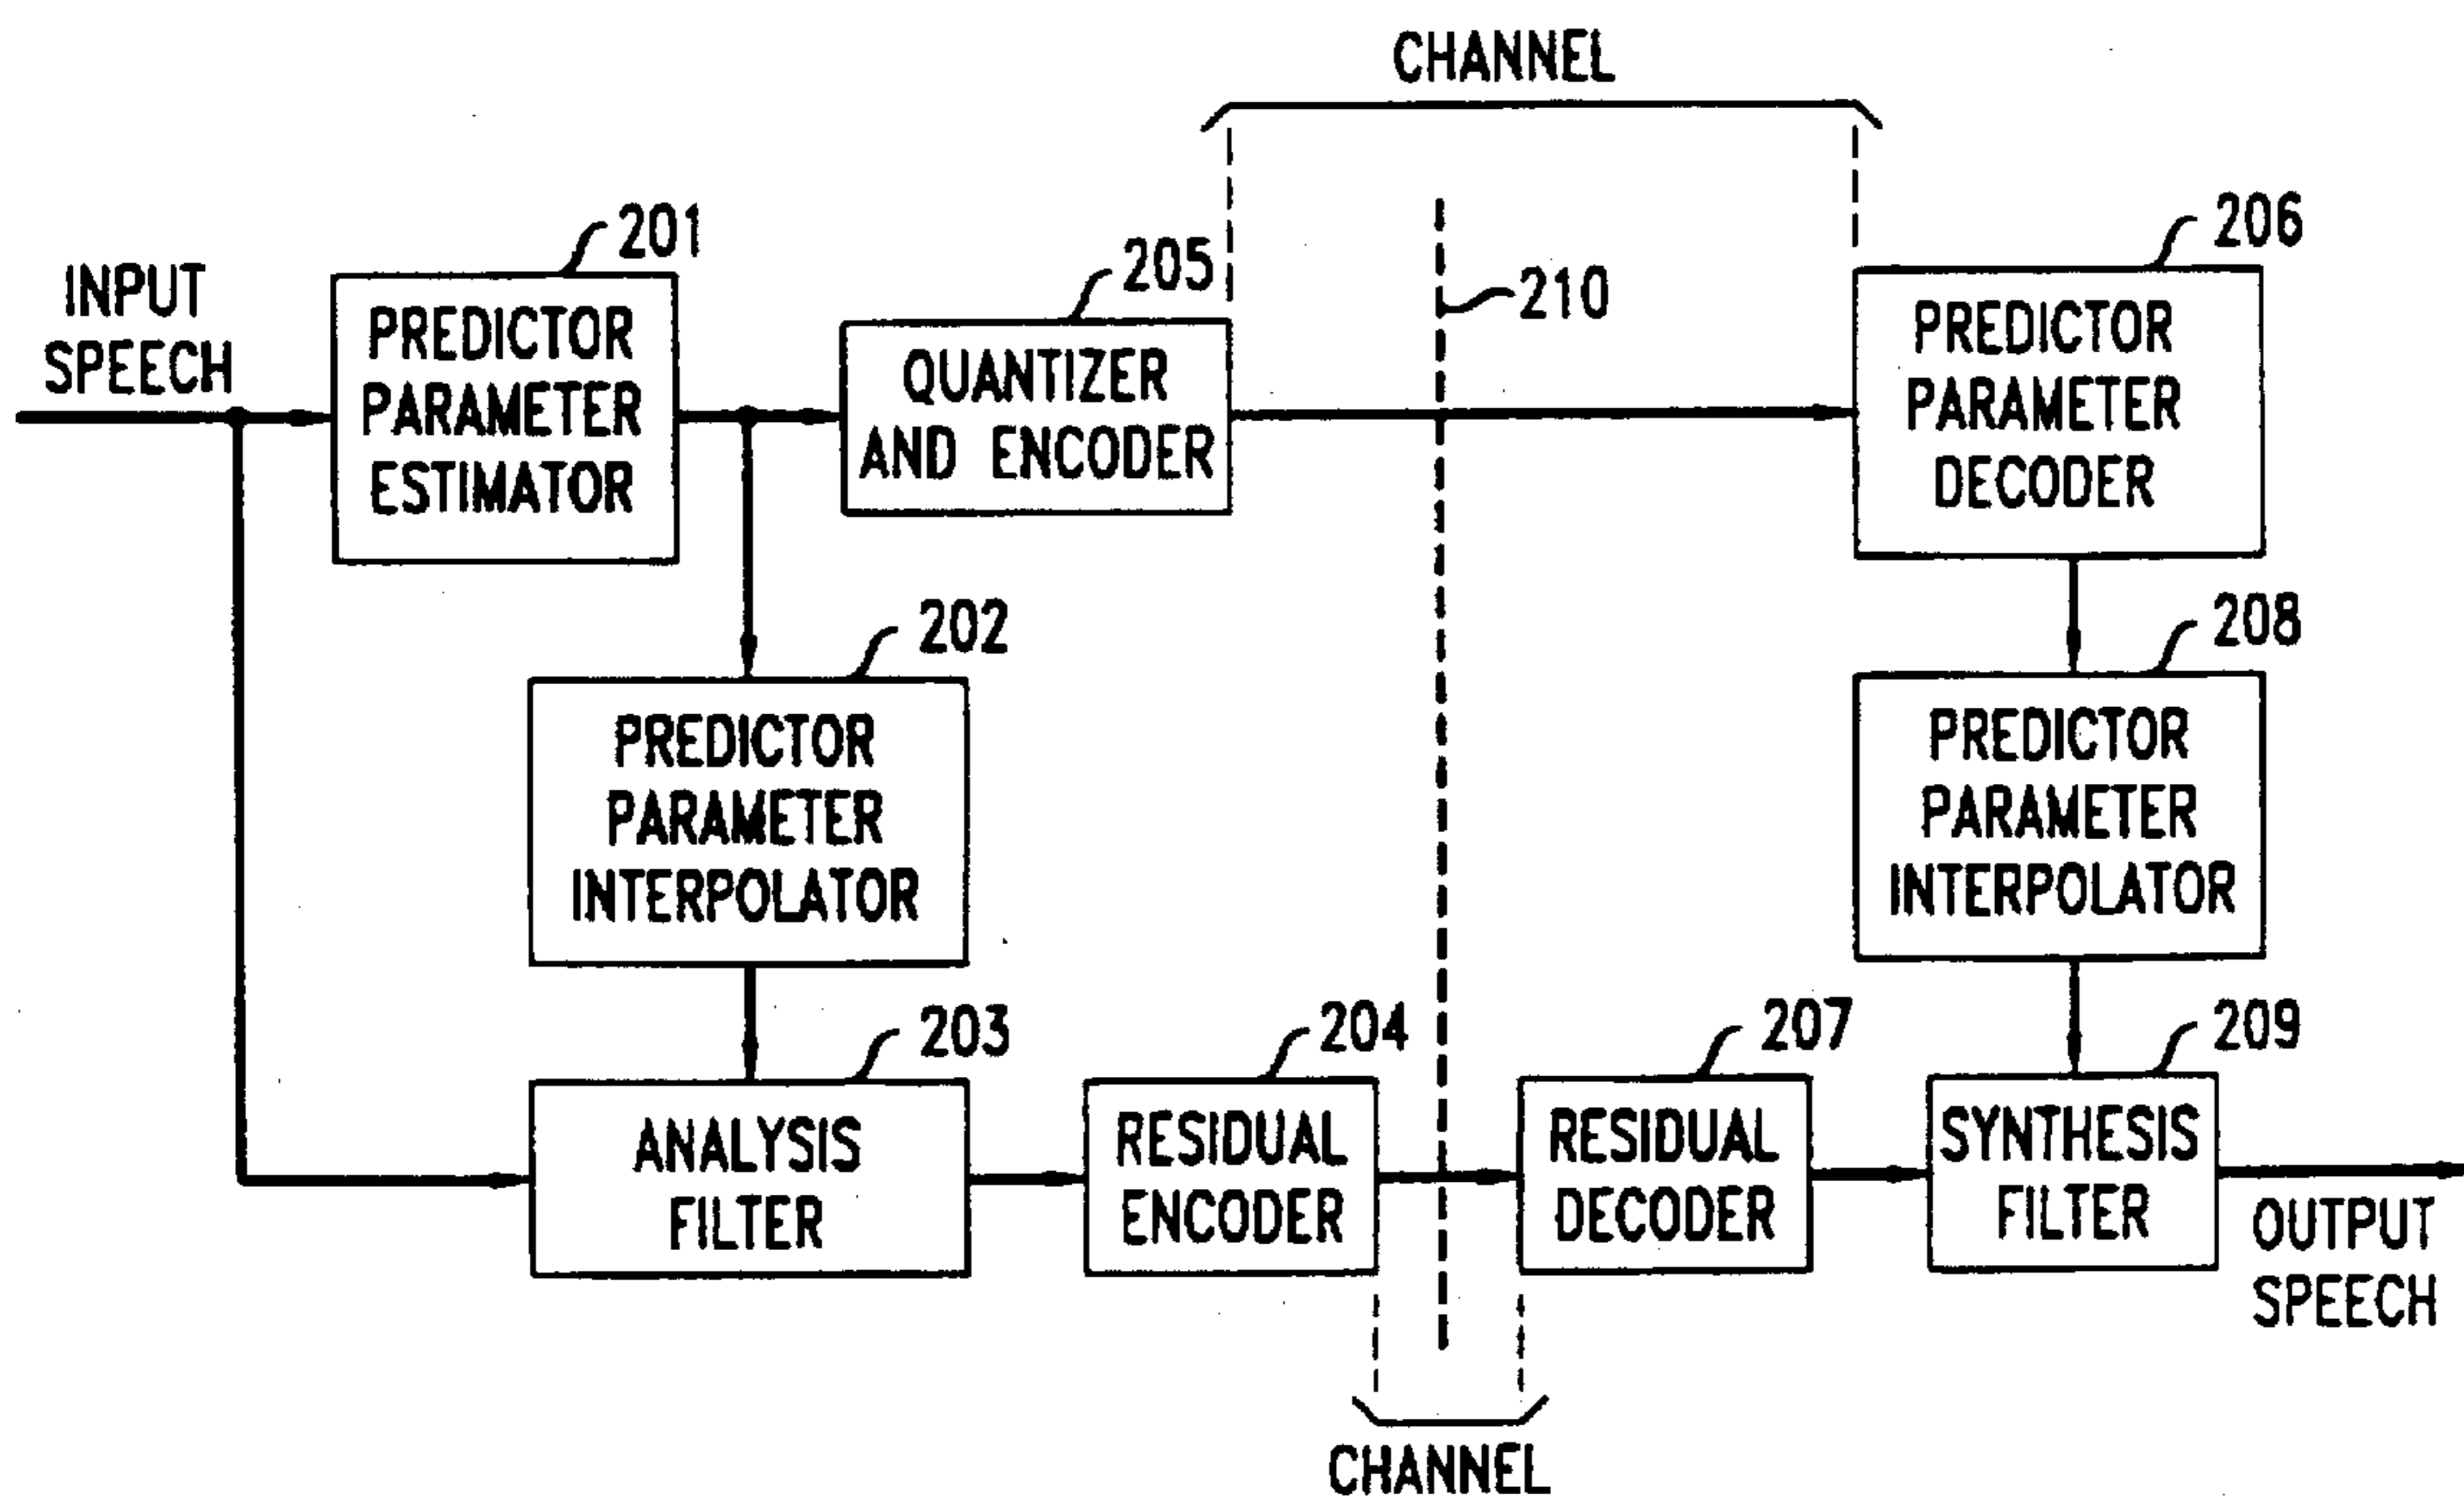 CHANNEL
201
205
210
206
INPUT
SPEECH
PREDICTOR
PARAMETER
ESTIMATOR
QUANTIZER
AND ENCODER
PREDICTOR
PARAMETER
DECODER
202
208
PREDICTOR
PARAMETER
INTERPOLATOR
PREDICTOR
PARAMETER
INTERPOLATOR
203
204
207
209
ANALYSIS
FILTER
RESIDUAL
ENCODER
RESIDUAL
DECODER
SYNTHESIS
FILTER
OUTPUT
SPEECH
CHANNEL